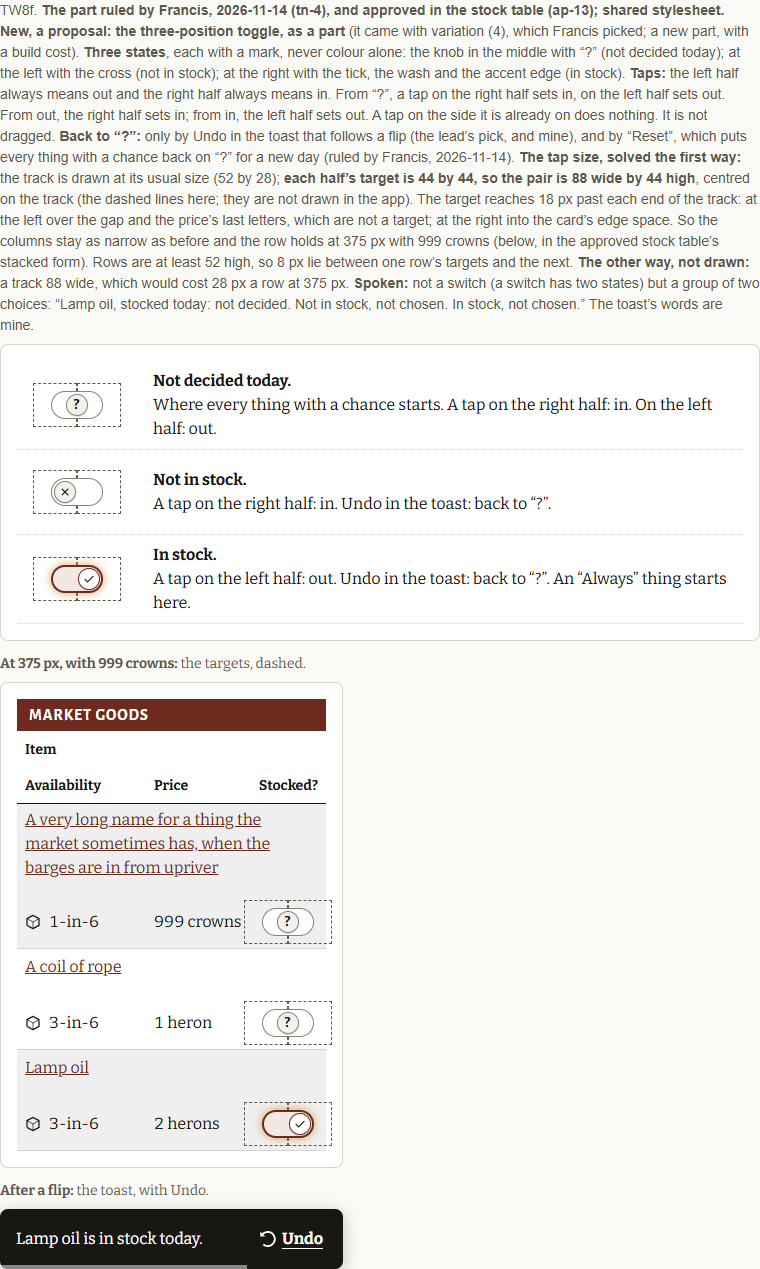 TW8f. The part ruled by Francis, 2026-11-14 (tn-4), and approved in the stock table (ap-13); shared stylesheet.
New, a proposal: the three-position toggle, as a part (it came with variation (4), which Francis picked; a new part, with
a build cost). Three states, each with a mark, never colour alone: the knob in the middle with “?” (not decided today); at
the left with the cross (not in stock); at the right with the tick, the wash and the accent edge (in stock). Taps: the left half
always means out and the right half always means in. From “?”, a tap on the right half sets in, on the left half sets out.
From out, the right half sets in; from in, the left half sets out. A tap on the side it is already on does nothing. It is not
dragged. Back to “?”: only by Undo in the toast that follows a flip (the lead’s pick, and mine), and by “Reset”, which puts
every thing with a chance back on “?” for a new day (ruled by Francis, 2026-11-14). The tap size, solved the first way:
the track is drawn at its usual size (52 by 28); each half’s target is 44 by 44, so the pair is 88 wide by 44 high, centred
on the track (the dashed lines here; they are not drawn in the app). The target reaches 18 px past each end of the track: at
the left over the gap and the price’s last letters, which are not a target; at the right into the card’s edge space. So the
columns stay as narrow as before and the row holds at 375 px with 999 crowns (below, in the approved stock table’s
stacked form). Rows are at least 52 high, so 8 px lie between one row’s targets and the next. The other way, not drawn:
a track 88 wide, which would cost 28 px a row at 375 px. Spoken: not a switch (a switch has two states) but a group of two
choices: “Lamp oil, stocked today: not decided. Not in stock, not chosen. In stock, not chosen.” The toast’s words are
mine.
?
Not decided today.
Where every thing with a chance starts. A tap on the right half: in. On the left
half: out.
Not in stock.
A tap on the right half: in. Undo in the toast: back to “?”.
In stock.
A tap on the left half: out. Undo in the toast: back to “?”. An “Always” thing starts
here.
At 375 px, with 999 crowns: the targets, dashed.
MARKET GOODS
Item
Availability Price Stocked?
A very long name for a thing the
market sometimes has, when the
barges are in from upriver
1-in-6 999 crowns ?
A coil of rope
3-in-6 1 heron ?
Lamp oil
3-in-6 2 herons
After a flip: the toast, with Undo.
Lamp oil is in stock today. Undo